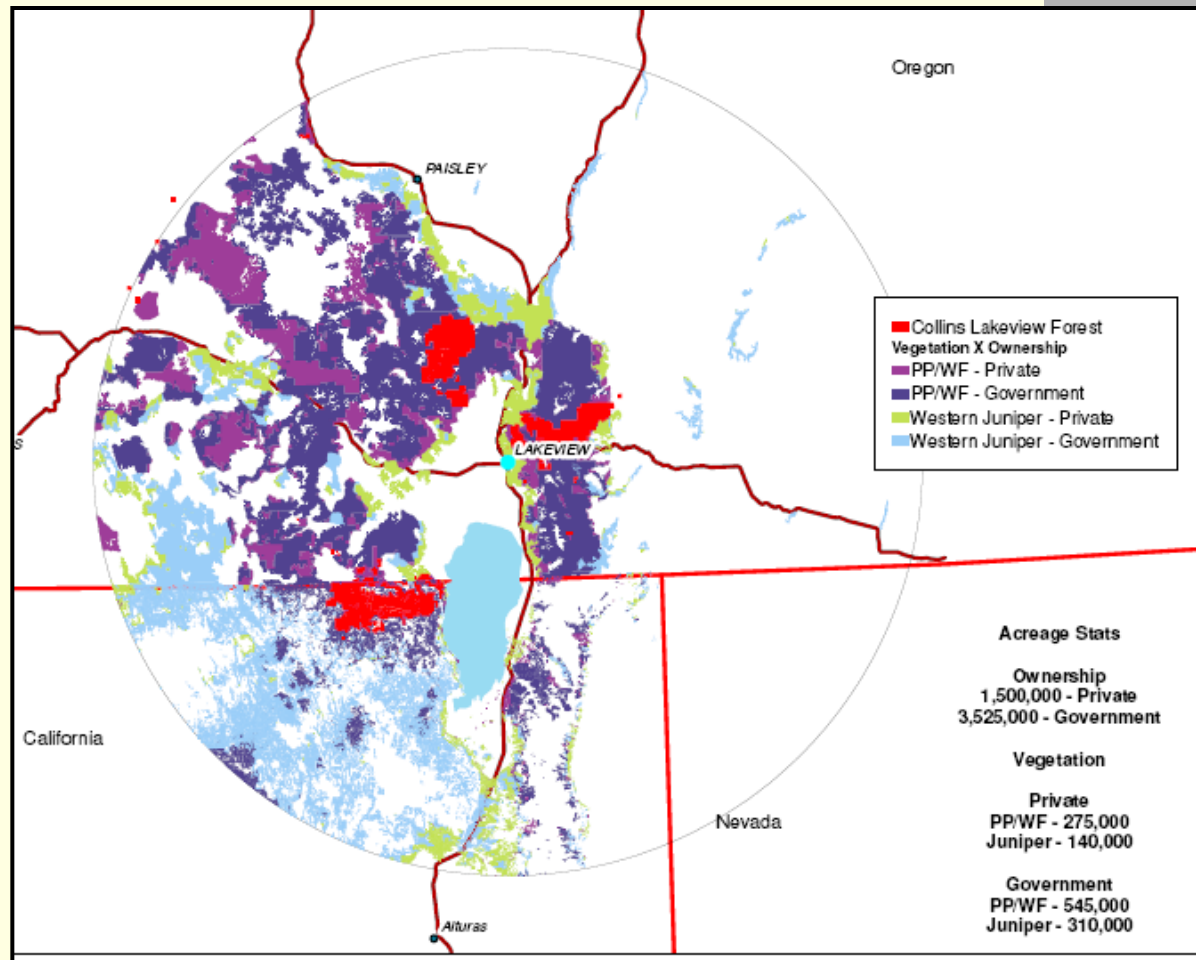 Oregon
PAISLEY
Collins Lakeview Forest
Vegetation X Ownership
PP/WF - Private
PP/WF - Government
Western Juniper - Private
Western Juniper - Government
s
LAKEVIEW
Acreage Stats
Ownership
1,500,000 - Private
3,525,000 - Government
California
Vegetation
Private
Nevada
PP/WF - 275,000
Juniper - 140,000
Government
PP/WF - 545,000
Juniper - 310,000
Alturas